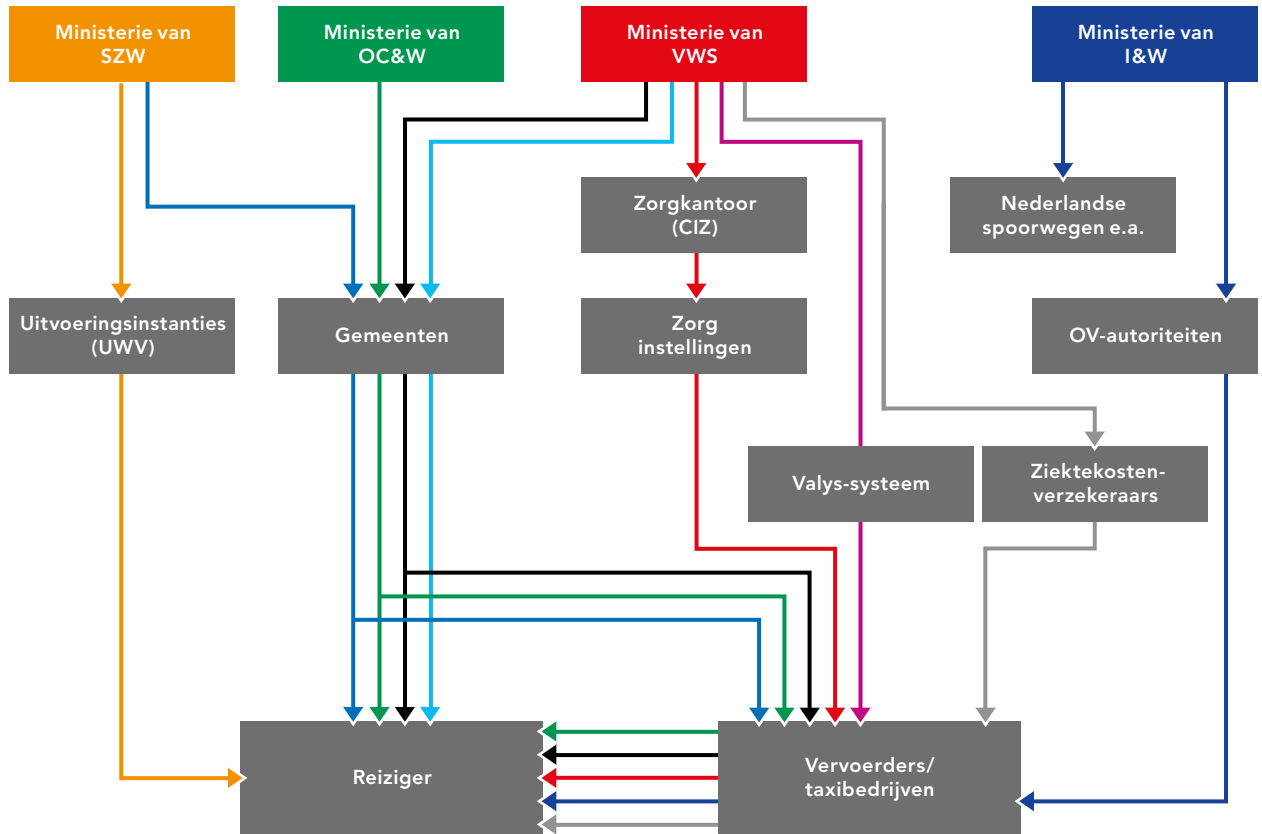 Ministerie van
SZW
Ministerie van
OC&W
Ministerie van
VWS
Ministerie van
I&W
Zorgkantoor
(CIZ)
Nederlandse
spoorwegen e.a.
Uitvoeringsinstanties
(UWV)
Gemeenten
Zorg
instellingen
OV-autoriteiten
Valys-systeem
Ziektekosten-
verzekeraars
Reiziger
Vervoerders/
taxibedrijven